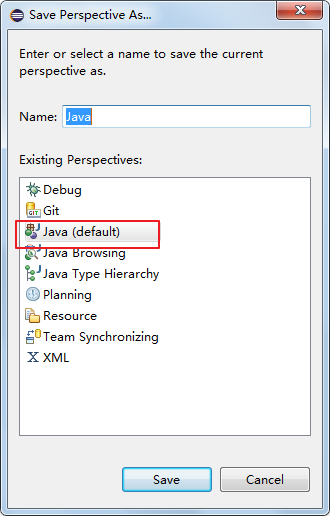 Save Perspective As...
Enter or select a name to save the current
perspective as.
Name: Java
Existing Perspectives:
Debug
GIT Git
Java (default)
Java Browsing
Java Type Hierarchy
Planning
Resource
Team Synchronizing
X XML
Save Cancel